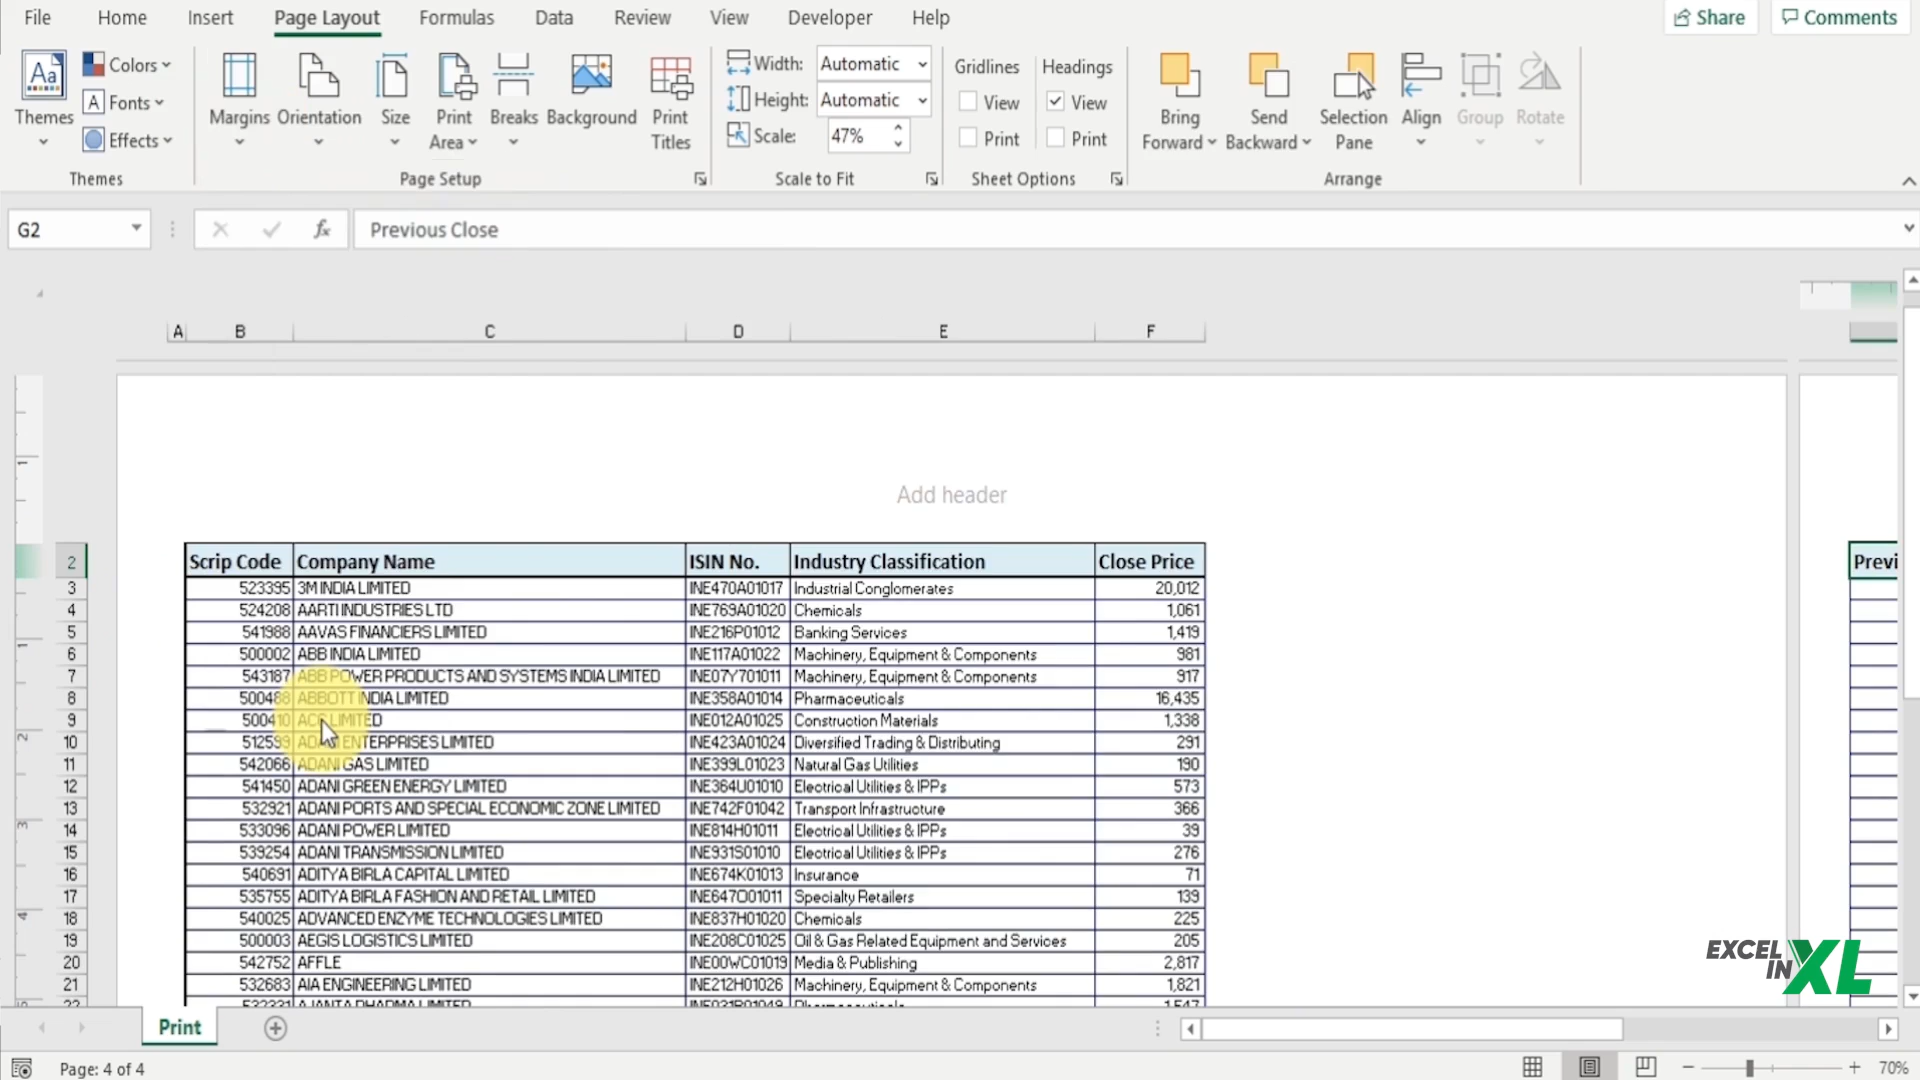 File Home Insert Page Layout Formulas Data Review View Developer Help Share Comments
Themes Colors Fonts Effects Themes
Margins Orientation Size Print Area Breaks Background Print Titles Page Setup
Width: Automatic
Height: Automatic
Scale: 47%
Scale to Fit
Gridlines View Print
Headings View Print
Sheet Options
Bring Forward Send Backward Selection Pane Align Group Rotate
Arrange
G2 fx Previous Close
A B C D E F
1
Add header
2 Scrip Code Company Name ISIN No. Industry Classification Close Price Previ
3 523395 3M INDIA LIMITED INE470A01017 Industrial Conglomerates 20,012
4 524208 AARTI INDUSTRIES LTD INE769A01020 Chemicals 1,061
5 541988 AAVAS FINANCIERS LIMITED INE216P01012 Banking Services 1,419
6 500002 ABB INDIA LIMITED INE117A01022 Machinery, Equipment & Components 981
7 543187 ABB POWER PRODUCTS AND SYSTEMS INDIA LIMITED INE07Y701011 Machinery, Equipment & Components 917
8 500488 ABBOTT INDIA LIMITED INE358A01014 Pharmaceuticals 16,435
9 500410 ACC LIMITED INE012A01025 Construction Materials 1,338
10 512599 ADANI ENTERPRISES LIMITED INE423A01024 Diversified Trading & Distributing 291
11 542066 ADANI GAS LIMITED INE399L01023 Natural Gas Utilities 190
12 541450 ADANI GREEN ENERGY LIMITED INE364U01010 Electrical Utilities & IPPs 573
13 532921 ADANI PORTS AND SPECIAL ECONOMIC ZONE LIMITED INE742F01042 Transport Infrastructure 366
14 533096 ADANI POWER LIMITED INE814H01011 Electrical Utilities & IPPs 39
15 539254 ADANI TRANSMISSION LIMITED INE931S01010 Electrical Utilities & IPPs 276
16 540691 ADITYA BIRLA CAPITAL LIMITED INE674K01013 Insurance 71
17 535755 ADITYA BIRLA FASHION AND RETAIL LIMITED INE647O01011 Specialty Retailers 139
18 540025 ADVANCED ENZYME TECHNOLOGIES LIMITED INE837H01020 Chemicals 225
19 500003 AEGIS LOGISTICS LIMITED INE208C01025 Oil & Gas Related Equipment and Services 205
20 542752 AFFLE INE00WC01019 Media & Publishing 2,817
21 532683 AIA ENGINEERING LIMITED INE212H01026 Machinery, Equipment & Components 1,821
EXCEL IN XL
Print
Page: 4 of 4 70%